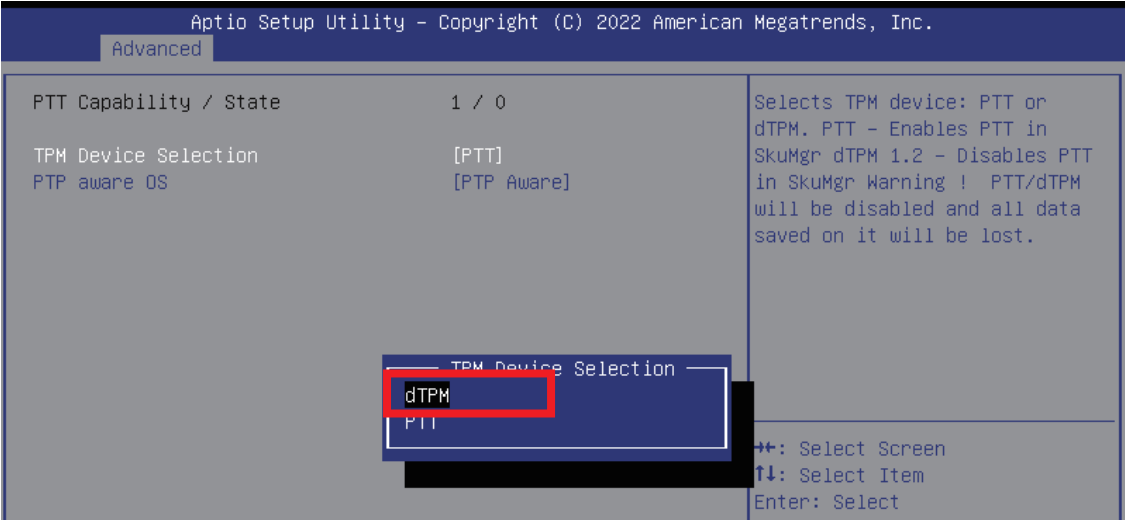 Aptio Setup Utility - Copyright (C) 2022 American Megatrends, Inc.
Advanced
PTT Capability / State 1 / 0
TPM Device Selection [PTT]
PTP aware OS [PTP Aware]
Selects TPM device: PTT or
dTPM. PTT - Enables PTT in
SkuMgr dTPM 1.2 - Disables PTT
in SkuMgr Warning ! PTT/dTPM
will be disabled and all data
saved on it will be lost.
TPM Device Selection
dTPM
PTT
→←: Select Screen
↑↓: Select Item
Enter: Select